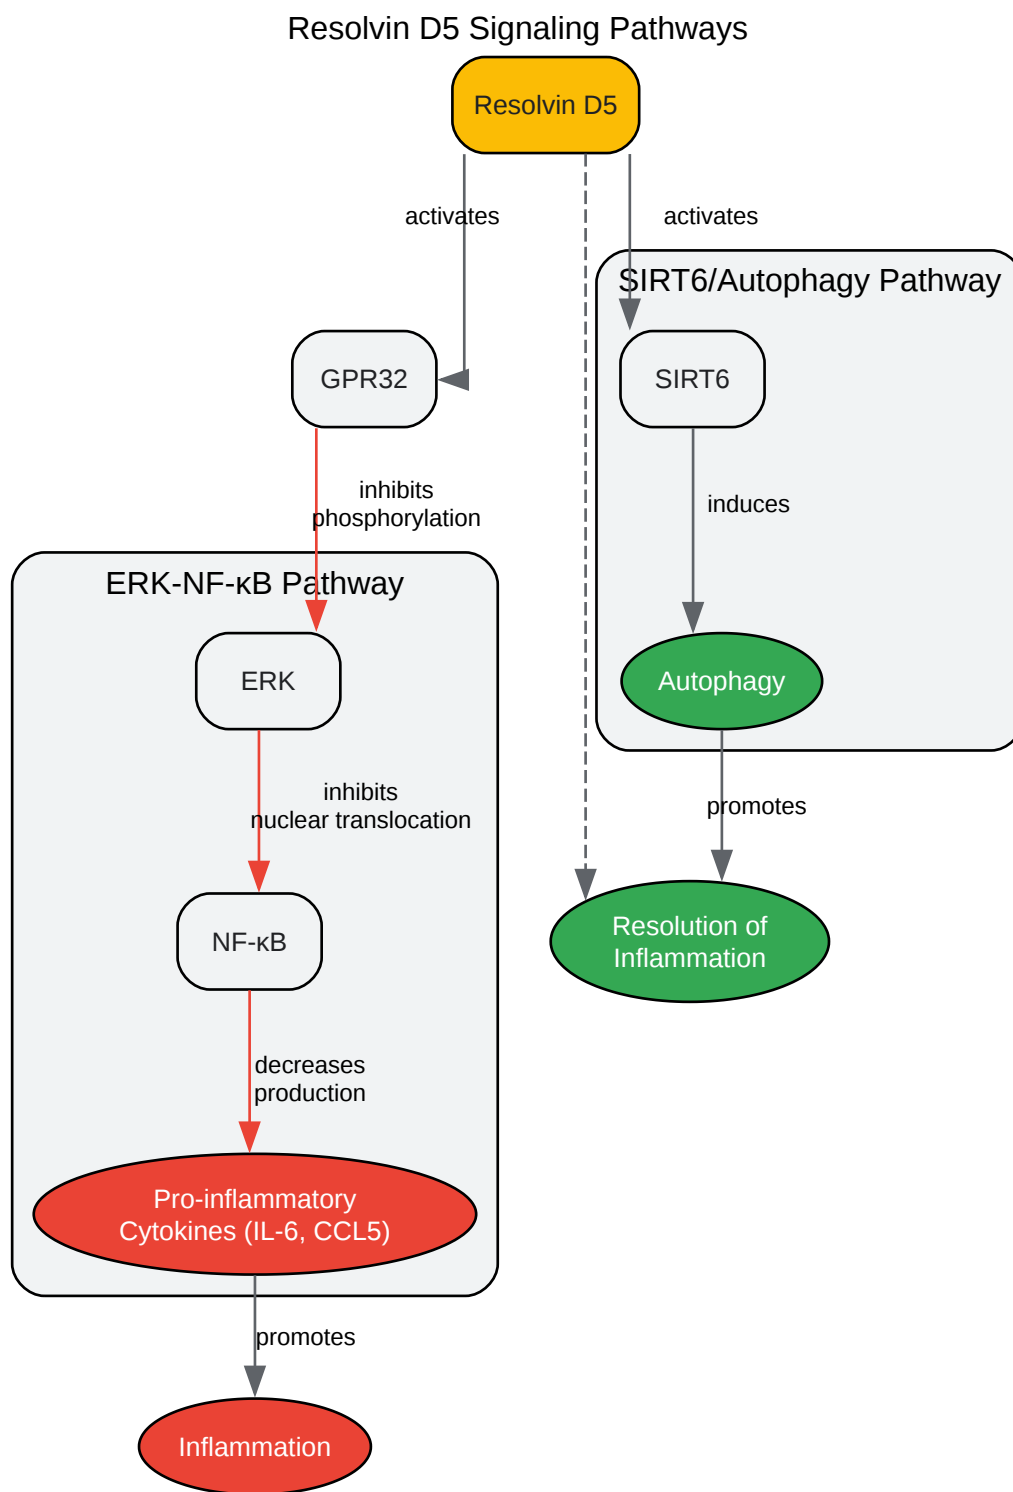 Resolvin D5 Signaling Pathways
Resolvin D5
activates
activates
SIRT6/Autophagy Pathway
GPR32
SIRT6
inhibits
phosphorylation
induces
ERK-NF-κB Pathway
ERK
Autophagy
inhibits
nuclear translocation
promotes
NF-κB
Resolution of
Inflammation
decreases
production
Pro-inflammatory
Cytokines (IL-6, CCL5)
promotes
Inflammation